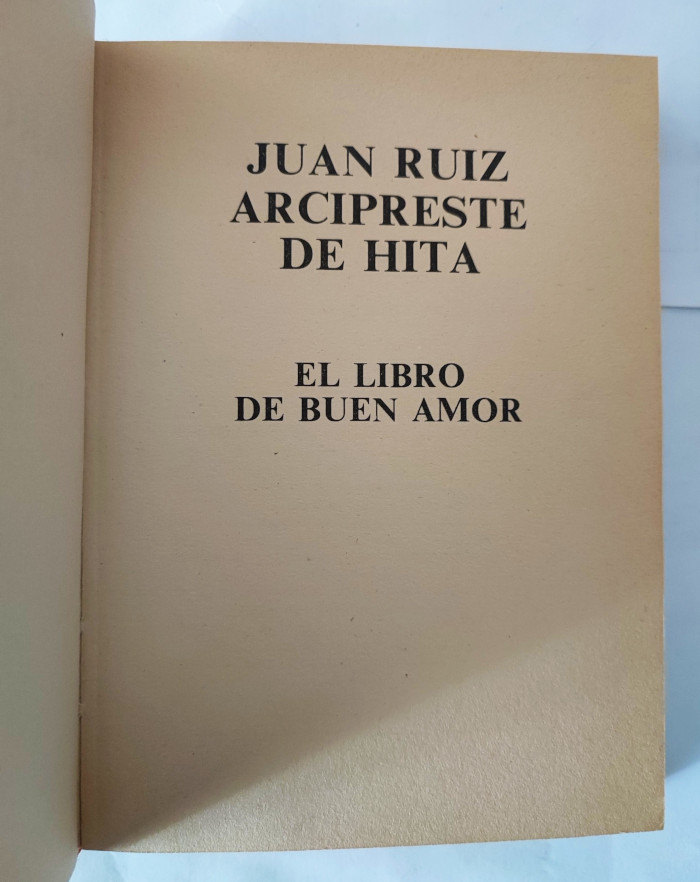 JUAN RUIZ
ARCIPRESTE
DE HITA
EL LIBRO
DE BUEN AMOR